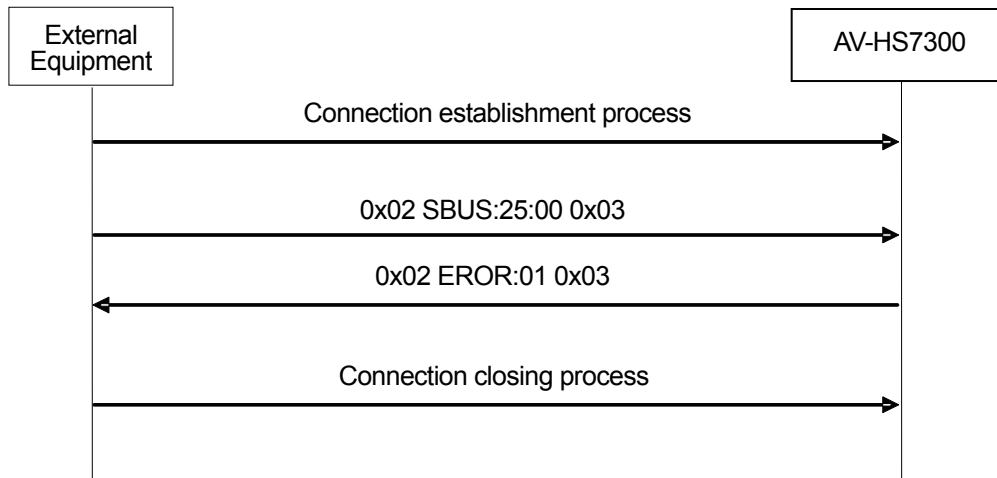 External
Equipment
AV-HS7300
Connection establishment process
0x02 SBUS:25:00 0x03
0x02 EROR:01 0x03
Connection closing process